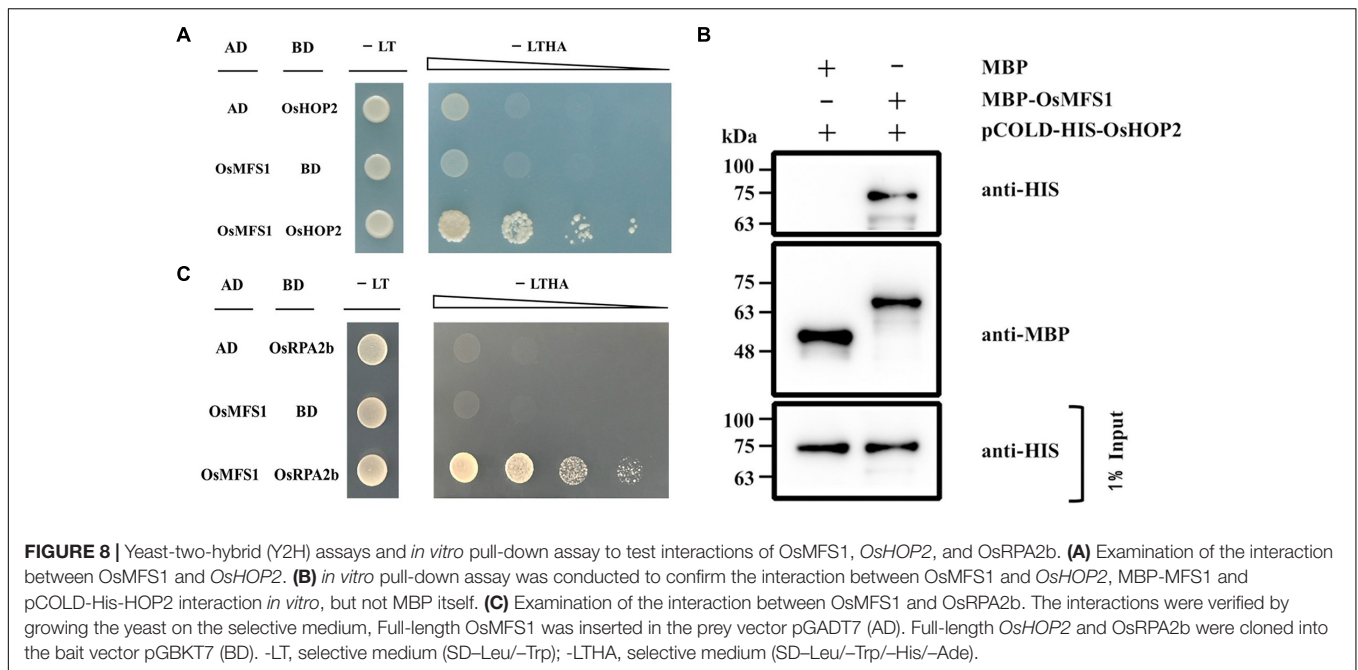 A
AD BD – LT – LTHA
AD OsHOP2
OsMFS1 BD
OsMFS1 OsHOP2
B
+ – MBP
– + MBP-OsMFS1
+ + pCOLD-HIS-OsHOP2
kDa
100
75
63
anti-HIS
75
63
48
anti-MBP
100
75
63
anti-HIS
1% Input
C
AD BD – LT – LTHA
AD OsRPA2b
OsMFS1 BD
OsMFS1 OsRPA2b
FIGURE 8 | Yeast-two-hybrid (Y2H) assays and in vitro pull-down assay to test interactions of OsMFS1, OsHOP2, and OsRPA2b. (A) Examination of the interaction
between OsMFS1 and OsHOP2. (B) in vitro pull-down assay was conducted to confirm the interaction between OsMFS1 and OsHOP2, MBP-MFS1 and
pCOLD-His-HOP2 interaction in vitro, but not MBP itself. (C) Examination of the interaction between OsMFS1 and OsRPA2b. The interactions were verified by
growing the yeast on the selective medium, Full-length OsMFS1 was inserted in the prey vector pGADT7 (AD). Full-length OsHOP2 and OsRPA2b were cloned into
the bait vector pGBKT7 (BD). -LT, selective medium (SD–Leu/–Trp); -LTHA, selective medium (SD–Leu/–Trp/–His/–Ade).